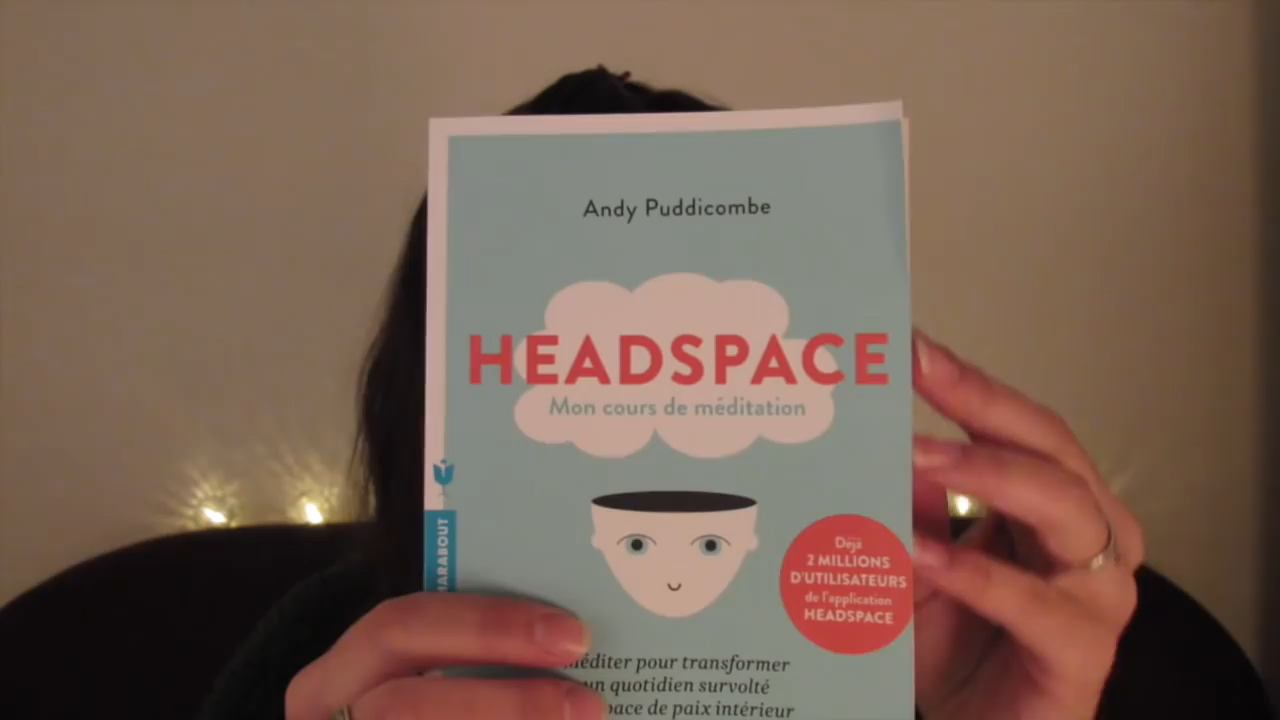 Andy Puddicombe
HEADSPACE
Mon cours de méditation
Déjà
2 MILLIONS
D'UTILISATEURS
de l'application
HEADSPACE
ARABOUT
méditer pour transformer
un quotidien survolté
pace de paix intérieur